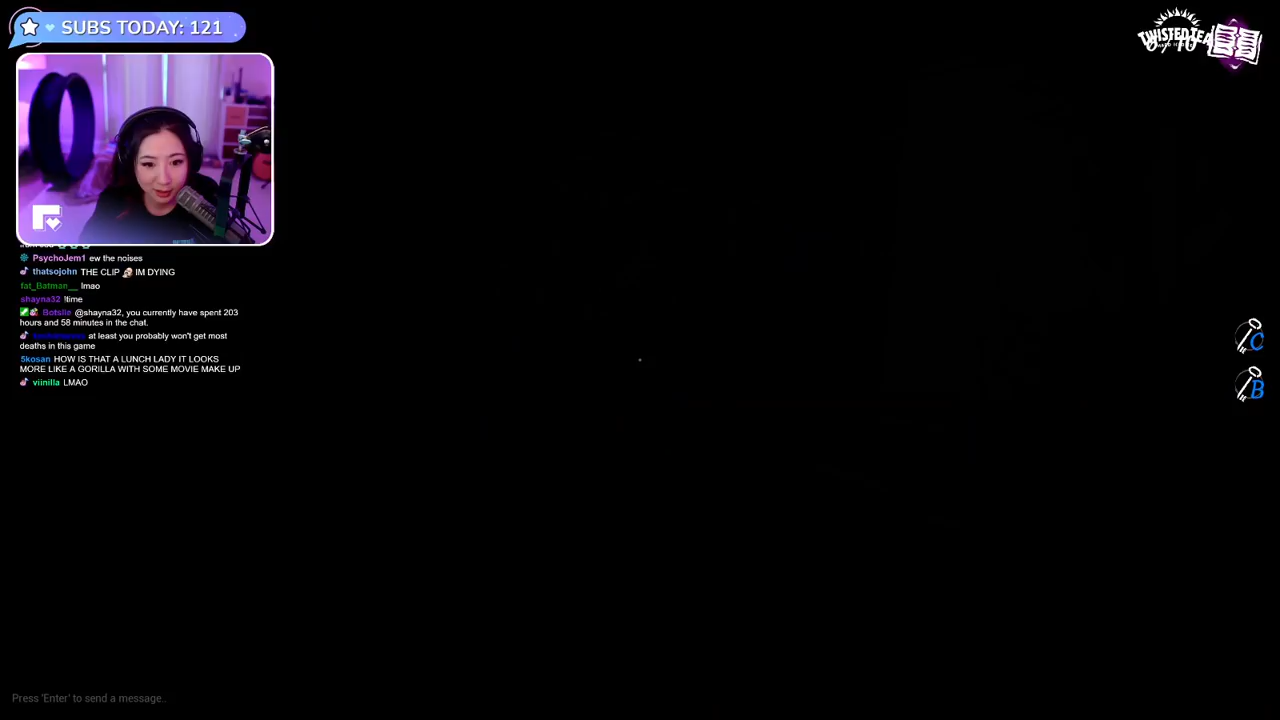 SUBS TODAY: 121
TWISTED TEA
PsychoJem1 ew the noises
thatsojohn THE CLIP IM DYING
fat_Batman__ lmao
shayna32 !time
Botslle @shayna32, you currently have spent 203
hours and 58 minutes in the chat.
at least you probably won't get most
deaths in this game
5kosan HOW IS THAT A LUNCH LADY IT LOOKS
MORE LIKE A GORILLA WITH SOME MOVIE MAKE UP
viinilla LMAO
C
B
Press 'Enter' to send a message..